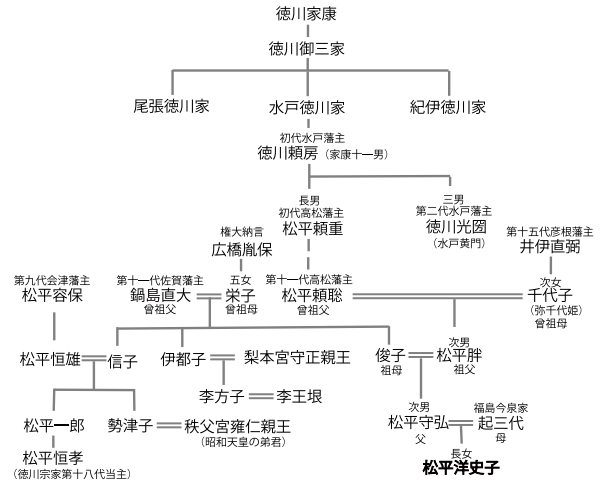 徳川家康
徳川御三家
尾張徳川家
水戸徳川家
紀伊徳川家
初代水戸藩主
徳川頼房（家康十一男）
長男
初代高松藩主
松平頼重
三男
第二代水戸藩主
徳川光圀
（水戸黄門）
権大納言
広橋胤保
第十五代彦根藩主
井伊直弼
第九代会津藩主
松平容保
第十一代佐賀藩主
鍋島直大
曾祖父
五女
栄子
曾祖母
第十一代高松藩主
松平頼聡
曾祖父
次女
千代子
（弥千代姫）
曾祖母
松平恒雄
信子
伊都子
梨本宮守正親王
俊子
祖母
次男
松平胖
祖父
李方子
李王垠
松平一郎
勢津子
秩父宮雍仁親王
（昭和天皇の弟君）
次男
松平守弘
父
福島今泉家
起三代
母
松平恒孝
（徳川宗家第十八代当主）
長女
松平洋史子